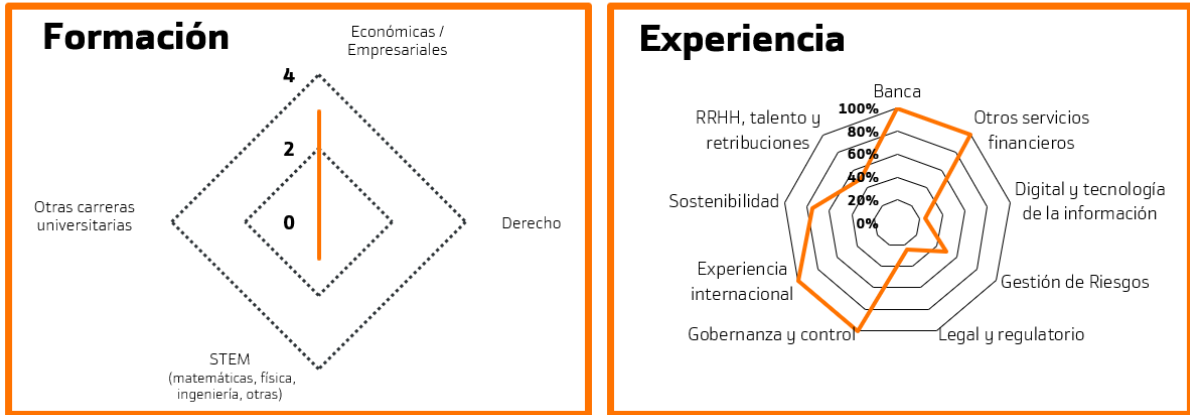 Formación
Económicas /
Empresariales
4
2
0
Otras carreras
universitarias
Derecho
STEM
(matemáticas, física,
ingeniería, otras)
Experiencia
Banca
100%
80%
60%
40%
20%
0%
RRHH, talento y
retribuciones
Otros servicios
financieros
Sostenibilidad
Digital y tecnología
de la información
Experiencia
internacional
Gestión de Riesgos
Gobernanza y control
Legal y regulatorio